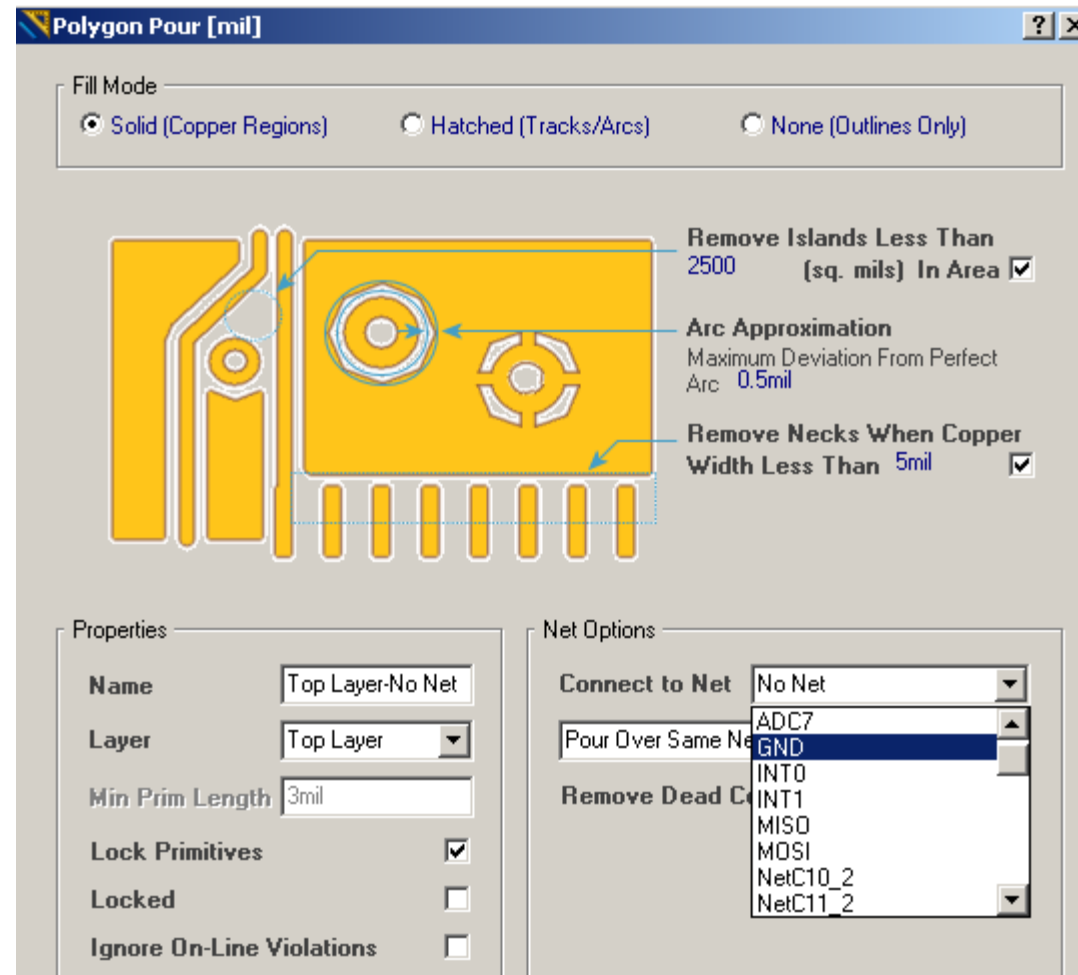 Polygon Pour [mil]
Fill Mode
Solid (Copper Regions) Hatched (Tracks/Arcs) None (Outlines Only)
Remove Islands Less Than
2500 (sq. mils) In Area
Arc Approximation
Maximum Deviation From Perfect
Arc 0.5mil
Remove Necks When Copper
Width Less Than 5mil
Properties
Name Top Layer-No Net
Layer Top Layer
Min Prim Length 3mil
Lock Primitives
Locked
Ignore On-Line Violations
Net Options
Connect to Net No Net
ADC7
Pour Over Same Ne
GND
INT0
Remove Dead Co
INT1
MISO
MOSI
NetC10_2
NetC11_2